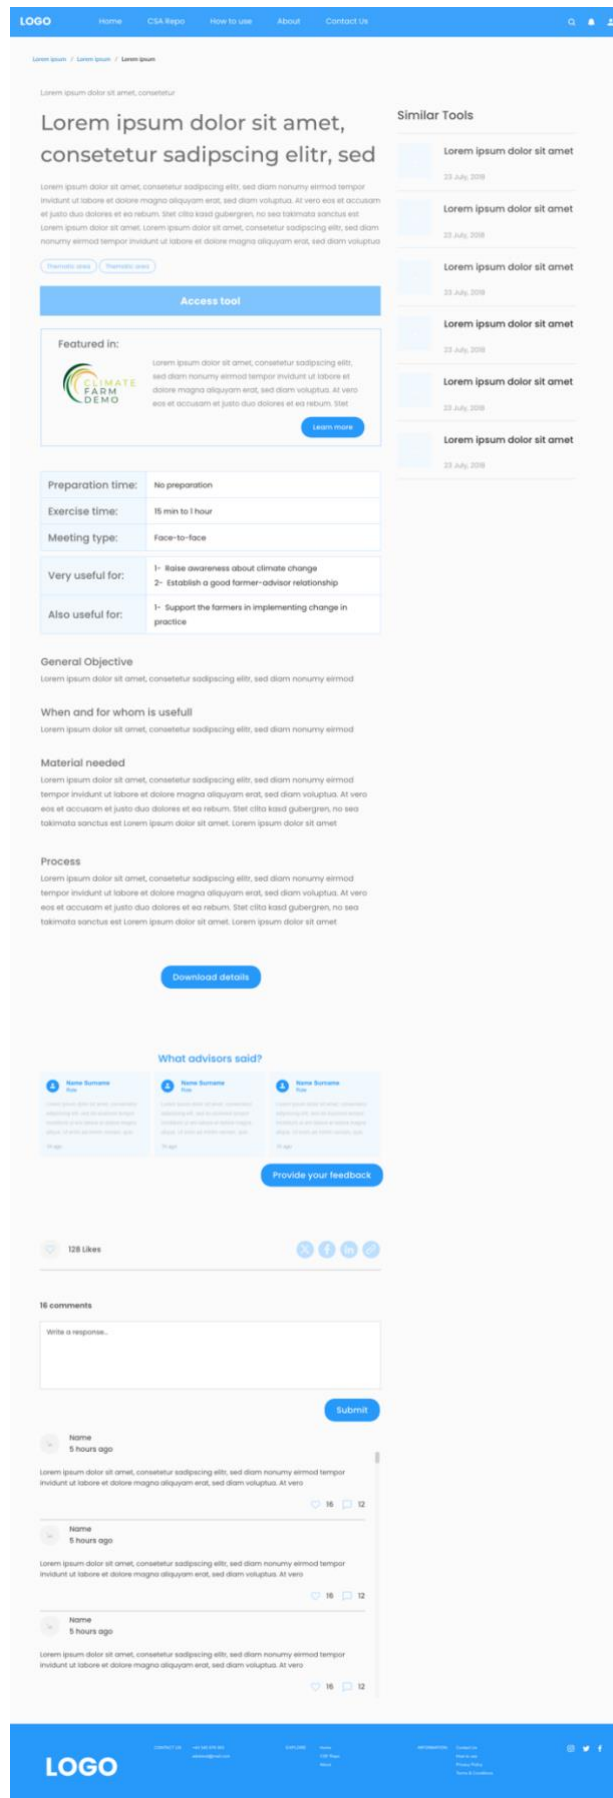 LOGO
Home
CSA Repo
How to use
About
Contact Us
Lorem ipsum / Lorem ipsum / Lorem ipsum
Lorem ipsum dolor sit amet, consetetur
Lorem ipsum dolor sit amet,
consetetur sadipscing elitr, sed
Lorem ipsum dolor sit amet, consetetur sadipscing elitr, sed diam nonumy eirmod tempor
invidunt ut labore et dolore magna aliquyam erat, sed diam voluptua. At vero eos et accusam
et justo duo dolores et ea rebum. Stet clita kasd gubergren, no sea takimata sanctus est
Lorem ipsum dolor sit amet. Lorem ipsum dolor sit amet, consetetur sadipscing elitr, sed diam
nonumy eirmod tempor invidunt ut labore et dolore magna aliquyam erat, sed diam voluptua
Thematic area
Thematic area
Access tool
Featured in:
CLIMATE
FARM
DEMO
Lorem ipsum dolor sit amet, consetetur sadipscing elitr,
sed diam nonumy eirmod tempor invidunt ut labore et
dolore magna aliquyam erat, sed diam voluptua. At vero
eos et accusam et justo duo dolores et ea rebum. Stet
Learn more
Preparation time: No preparation
Exercise time: 15 min to 1 hour
Meeting type: Face-to-face
Very useful for:
1- Raise awareness about climate change
2- Establish a good farmer-advisor relationship
Also useful for:
1- Support the farmers in implementing change in
practice
General Objective
Lorem ipsum dolor sit amet, consetetur sadipscing elitr, sed diam nonumy eirmod
When and for whom is usefull
Lorem ipsum dolor sit amet, consetetur sadipscing elitr, sed diam nonumy eirmod
Material needed
Lorem ipsum dolor sit amet, consetetur sadipscing elitr, sed diam nonumy eirmod
tempor invidunt ut labore et dolore magna aliquyam erat, sed diam voluptua. At vero
eos et accusam et justo duo dolores et ea rebum. Stet clita kasd gubergren, no sea
takimata sanctus est Lorem ipsum dolor sit amet. Lorem ipsum dolor sit amet
Process
Lorem ipsum dolor sit amet, consetetur sadipscing elitr, sed diam nonumy eirmod
tempor invidunt ut labore et dolore magna aliquyam erat, sed diam voluptua. At vero
eos et accusam et justo duo dolores et ea rebum. Stet clita kasd gubergren, no sea
takimata sanctus est Lorem ipsum dolor sit amet. Lorem ipsum dolor sit amet
Download details
What advisors said?
Name Surname
Role
Name Surname
Role
Name Surname
Role
Provide your feedback
128 Likes
16 comments
Write a response..
Submit
Name
5 hours ago
Lorem ipsum dolor sit amet, consetetur sadipscing elitr, sed diam nonumy eirmod tempor
invidunt ut labore et dolore magna aliquyam erat, sed diam voluptua. At vero
16 12
Name
5 hours ago
Lorem ipsum dolor sit amet, consetetur sadipscing elitr, sed diam nonumy eirmod tempor
invidunt ut labore et dolore magna aliquyam erat, sed diam voluptua. At vero
16 12
Name
5 hours ago
Lorem ipsum dolor sit amet, consetetur sadipscing elitr, sed diam nonumy eirmod tempor
invidunt ut labore et dolore magna aliquyam erat, sed diam voluptua. At vero
16 12
Similar Tools
Lorem ipsum dolor sit amet
23 July, 2018
Lorem ipsum dolor sit amet
23 July, 2018
Lorem ipsum dolor sit amet
23 July, 2018
Lorem ipsum dolor sit amet
23 July, 2018
Lorem ipsum dolor sit amet
23 July, 2018
Lorem ipsum dolor sit amet
23 July, 2018
LOGO
CONTACT US
EXPLORE
Home
About
INFORMATION
Contact Us
How to use
Privacy Policy
Terms & Conditions